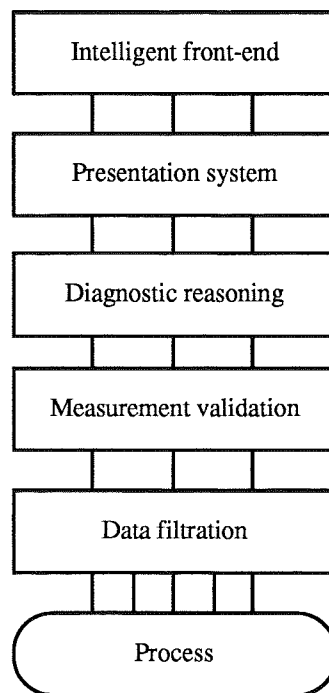 Intelligent front-end
Presentation system
Diagnostic reasoning
Measurement validation
Data filtration
Process